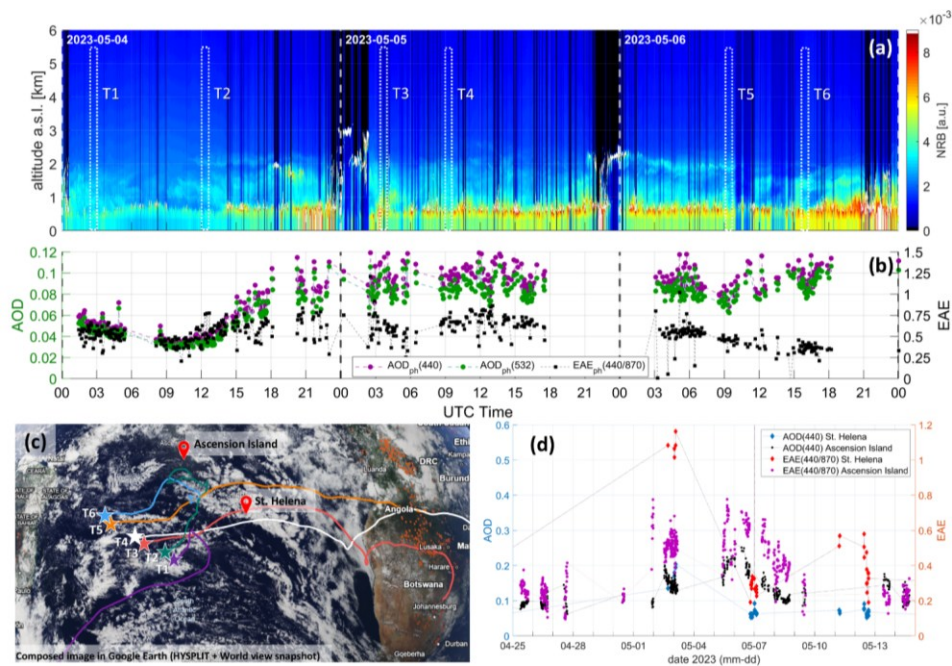 2023-05-04 2023-05-05 2023-05-06 (a)
T1 T2 T3 T4 T5 T6
altitude a.s.l. [km]
6
5
4
3
2
1
0
×10⁻³
8
6
4
2
0
NRB [a.u.]
(b)
AOD
0.12
0.1
0.08
0.06
0.04
0.02
0
EAE
1.5
1.25
1
0.75
0.5
0.25
0
AODph(440) AODph(532) EAEph(440/870)
00 03 06 09 12 15 18 21 00 03 06 09 12 15 18 21 00 03 06 09 12 15 18 21 00
UTC Time
(c)
Ascension Island
St. Helena
T6
T5
T4
T3
T2
T1
Luanda
DRC
Burund
Angola
Lusaka
Harare
Botswana
Johannesburg
Durban
Gqeberha
Composed image in Google Earth (HYSPLIT + World view snapshot)
(d)
AOD(440) St. Helena
AOD(440) Ascension Island
EAE(440/870) St. Helena
EAE(440/870) Ascension Island
AOD
0.6
0.5
0.4
0.3
0.2
0.1
0
EAE
1.2
1
0.8
0.6
0.4
0.2
0
04-25 04-28 05-01 05-04 05-07 05-10 05-13
date 2023 (mm-dd)